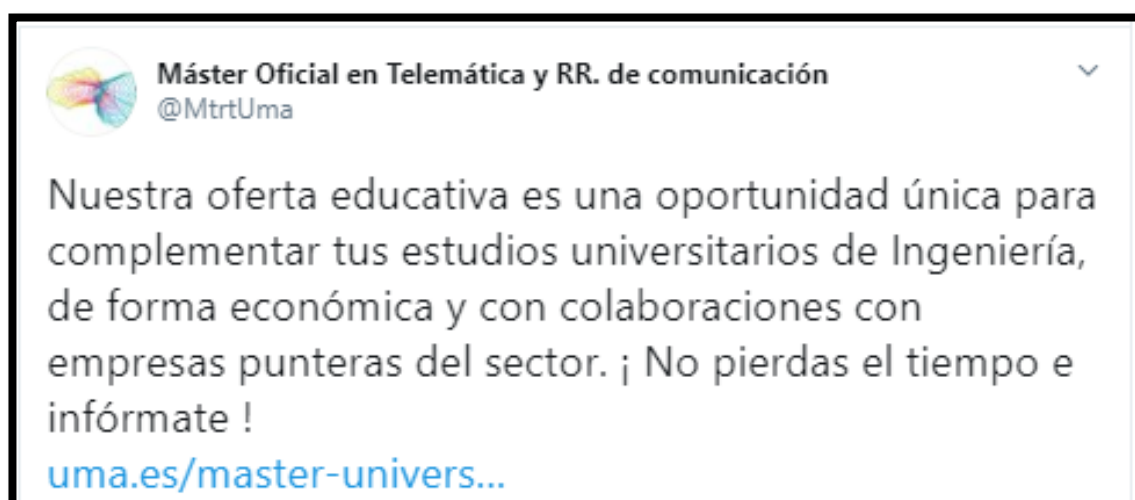 Máster Oficial en Telemática y RR. de comunicación
@MtrtUma
Nuestra oferta educativa es una oportunidad única para
complementar tus estudios universitarios de Ingeniería,
de forma económica y con colaboraciones con
empresas punteras del sector. ¡ No pierdas el tiempo e
infórmate !
uma.es/master-univers...